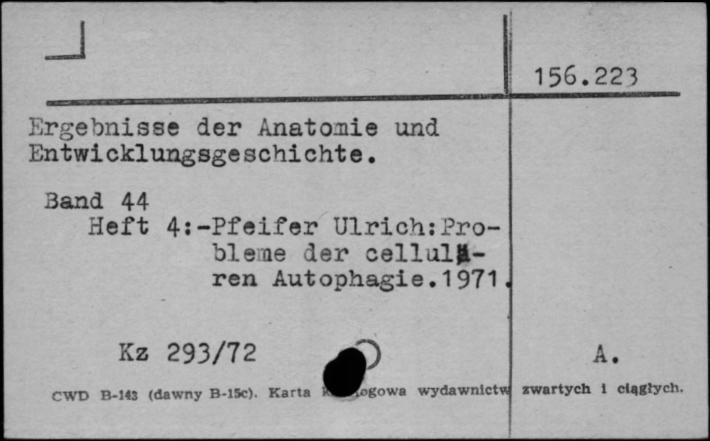 156.223
Ergebnisse der Anatomie und
Entwicklungsgeschichte.
Band 44
Heft 4:-Pfeifer Ulrich:Pro-
bleme der cellulä-
ren Autophagie.1971.
Kz 293/72
A.
CWD B-143 (dawny B-15c). Karta wydawnictw zwartych i ciągłych.